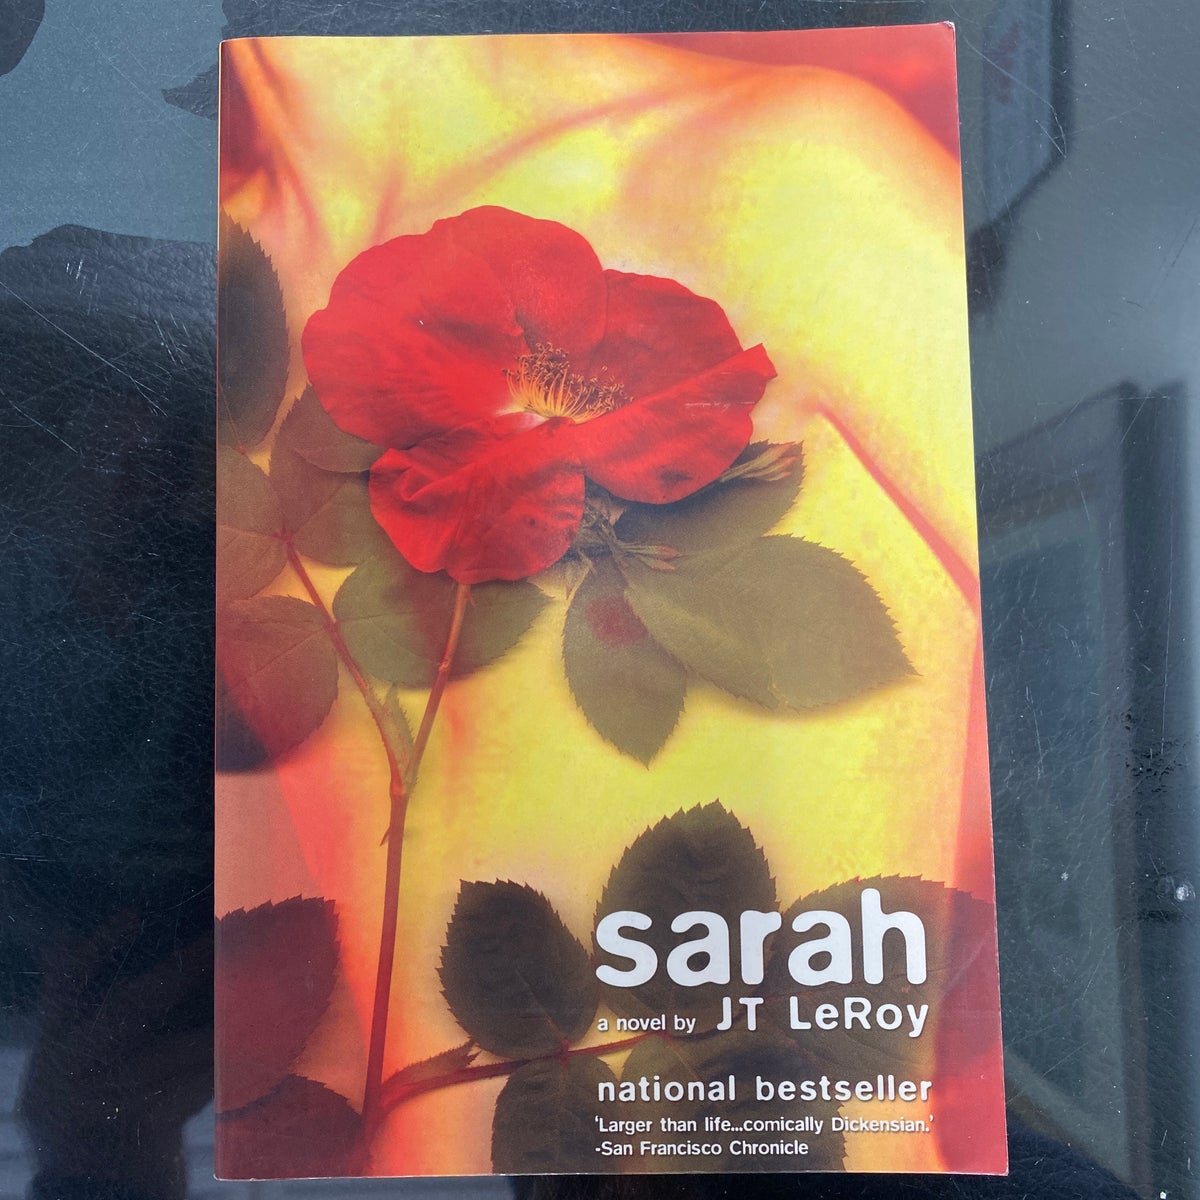 sarah
a novel by JT LeRoy
national bestseller
'Larger than life...comically Dickensian.'
-San Francisco Chronicle